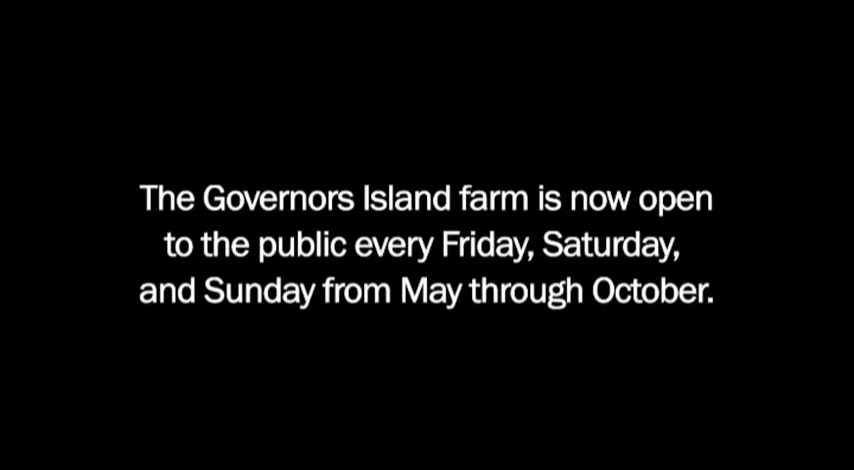 The Governors Island farm is now open
to the public every Friday, Saturday,
and Sunday from May through October.